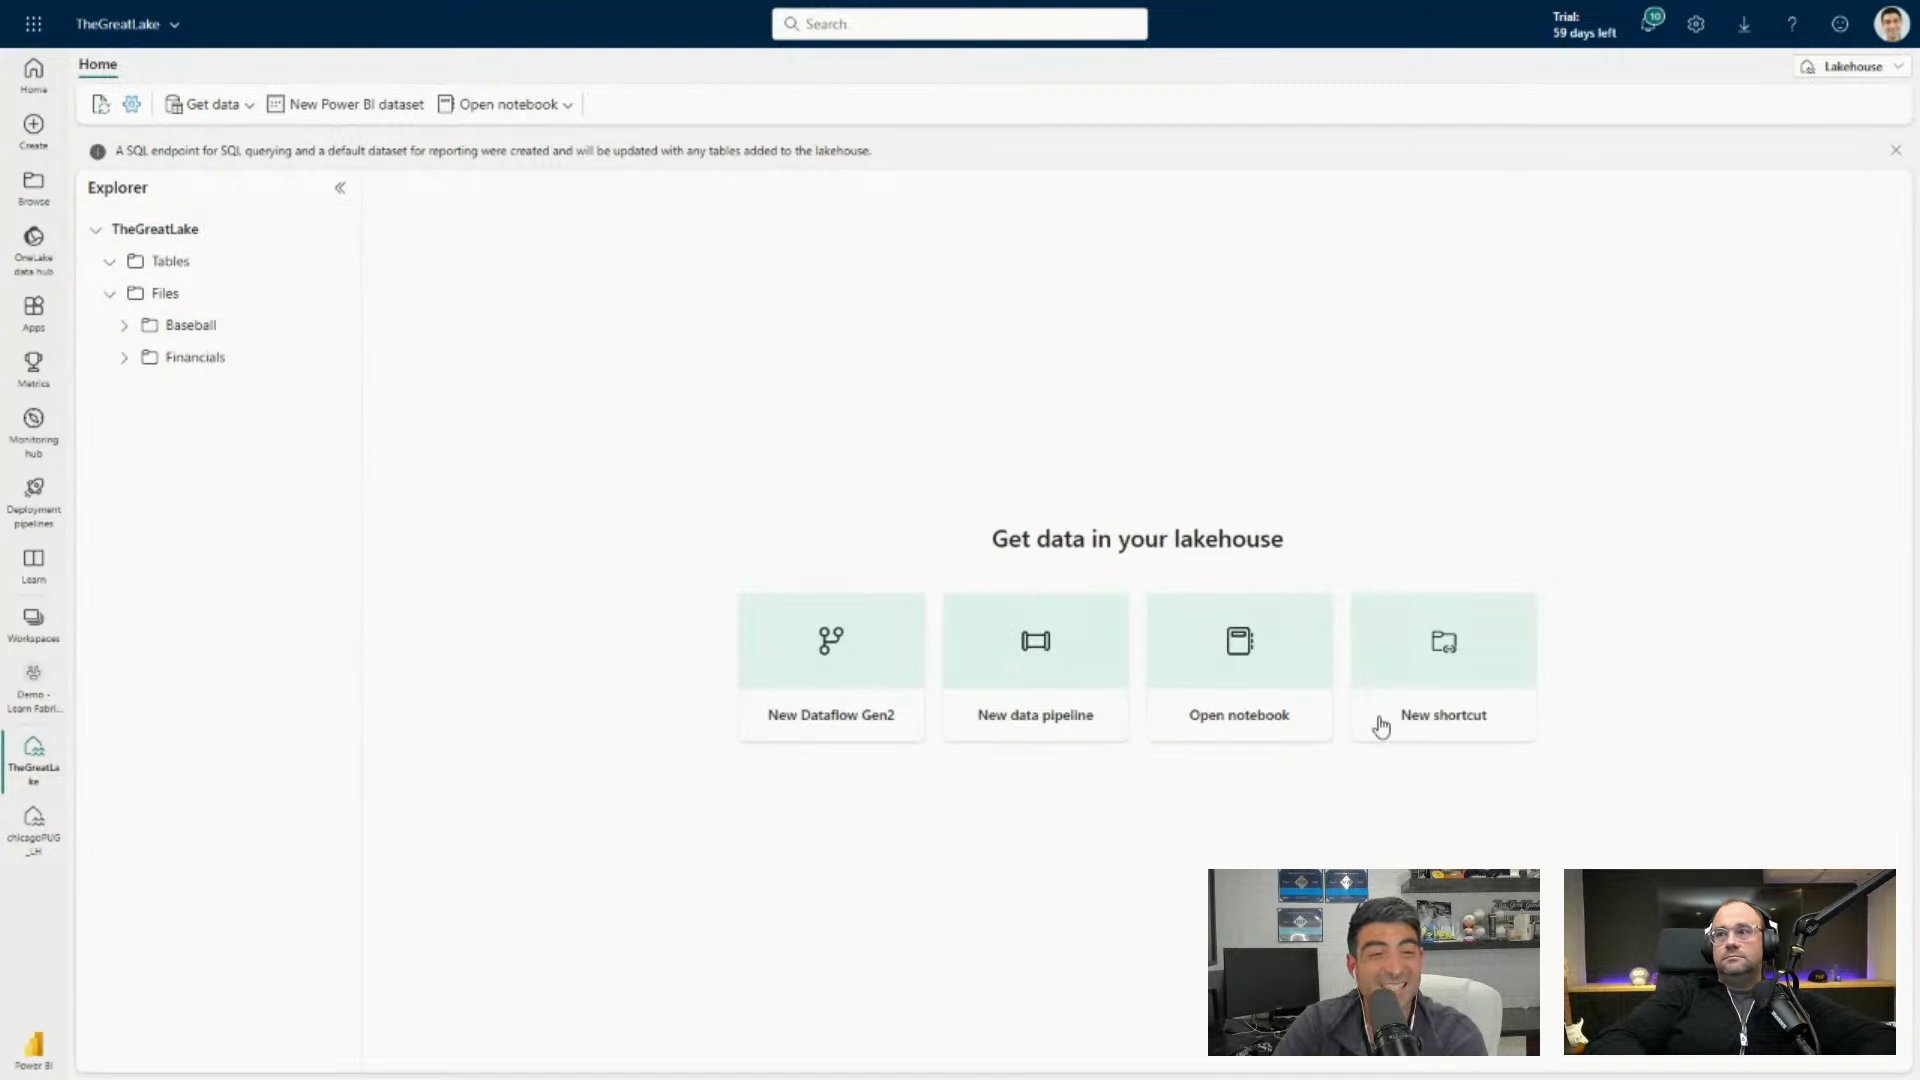 TheGreatLake
Search
Trial:
59 days left
10
Home
Lakehouse
Get data
New Power BI dataset
Open notebook
A SQL endpoint for SQL querying and a default dataset for reporting were created and will be updated with any tables added to the lakehouse.
Home
Create
Browse
OneLake
data hub
Apps
Metrics
Monitoring
hub
Deployment
pipelines
Learn
Workspaces
Demo -
Learn Fabri...
TheGreatLa
ke
chicagoPUG
_LH
Power BI
Explorer
TheGreatLake
Tables
Files
Baseball
Financials
Get data in your lakehouse
New Dataflow Gen2
New data pipeline
Open notebook
New shortcut